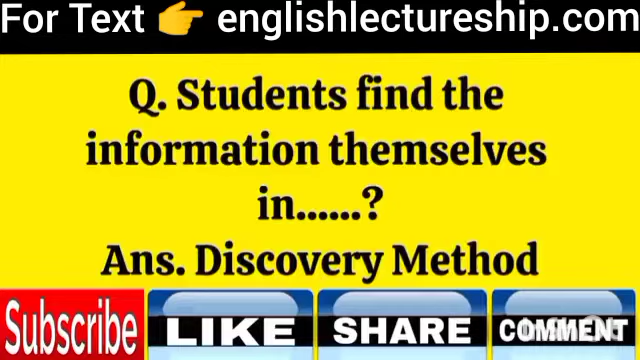 For Text 👉 englishlectureship.com
Q. Students find the
information themselves
in......?
Ans. Discovery Method
Subscribe LIKE SHARE COMMENT